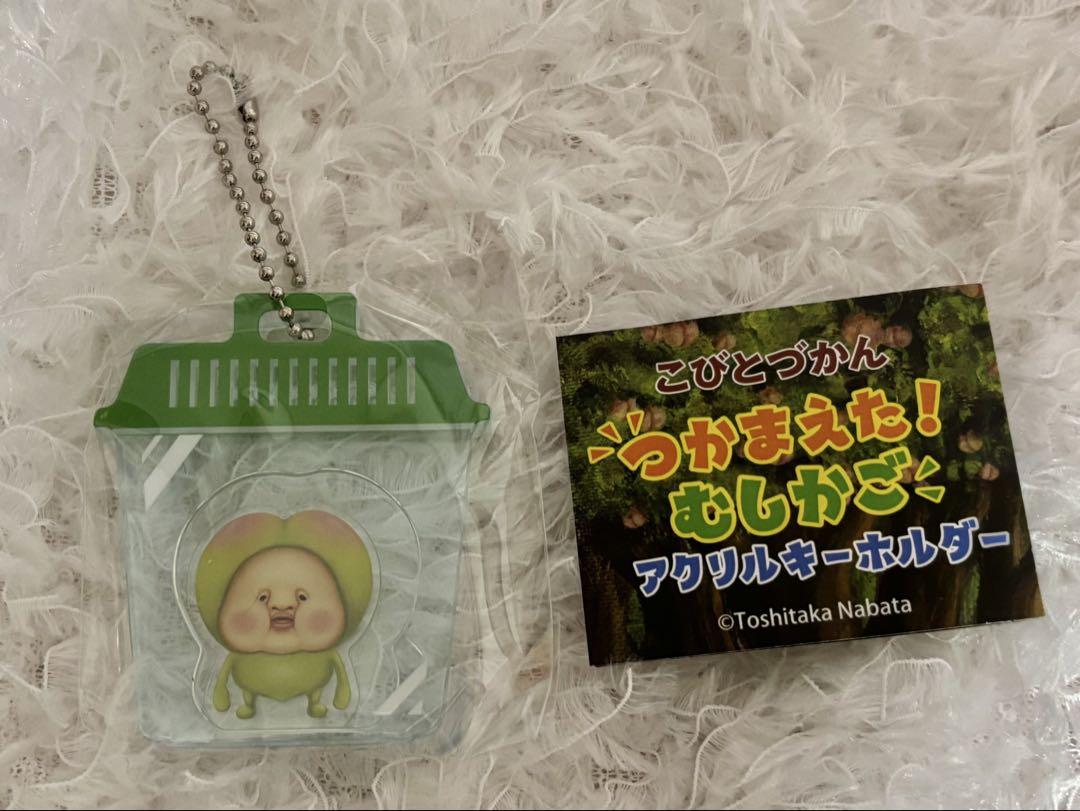 こびとづかん
つかまえた!
むしかご
アクリルキーホルダー
©Toshitaka Nabata